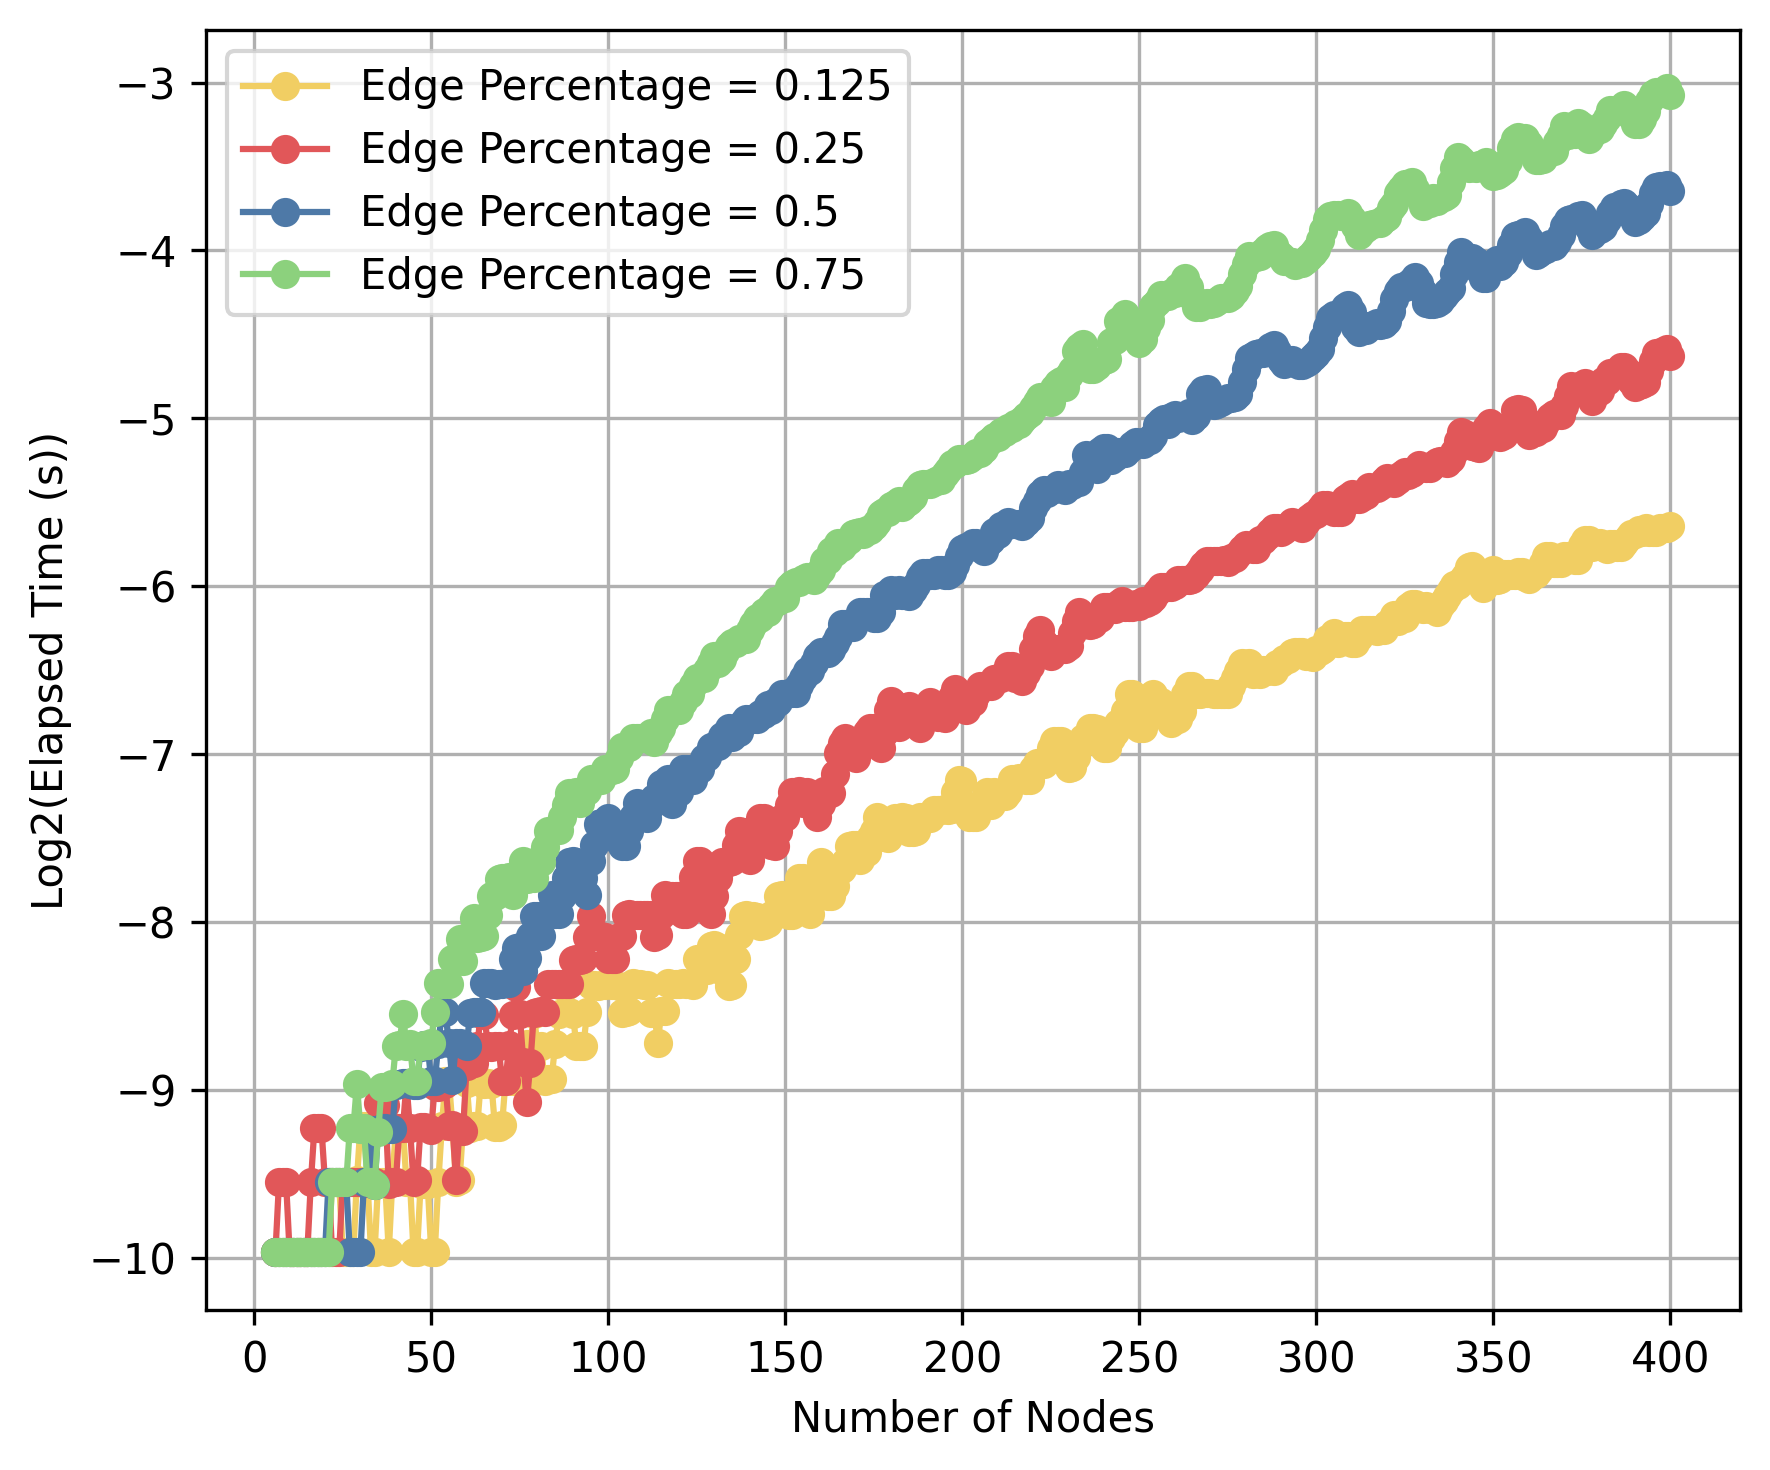 Edge Percentage = 0.125
Edge Percentage = 0.25
Edge Percentage = 0.5
Edge Percentage = 0.75
−3
−4
−5
−6
−7
−8
−9
−10
Log2(Elapsed Time (s))
0 50 100 150 200 250 300 350 400
Number of Nodes